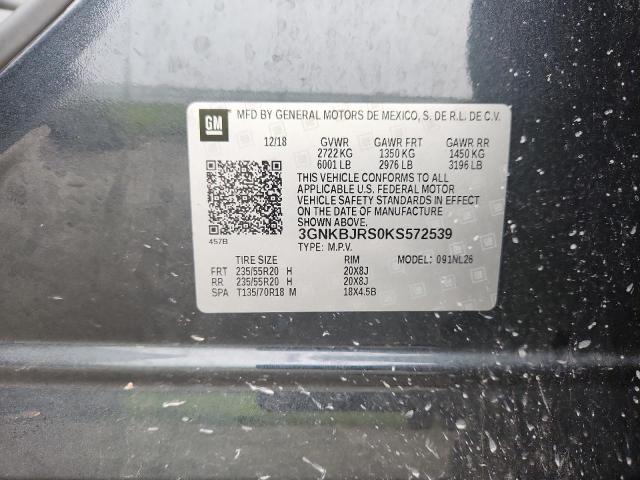 GM MFD BY GENERAL MOTORS DE MEXICO, S. DE R.L. DE C.V.
12/18 GVWR GAWR FRT GAWR RR
2722 KG 1350 KG 1450 KG
6001 LB 2976 LB 3196 LB
THIS VEHICLE CONFORMS TO ALL
APPLICABLE U.S. FEDERAL MOTOR
VEHICLE SAFETY STANDARDS IN EFFECT
ON THE DATE OF MANUFACTURE
SHOWN ABOVE.
3GNKBJRS0KS572539
457B
TYPE: M.P.V.
TIRE SIZE RIM MODEL: 091NL26
FRT 235/55R20 H 20X8J
RR 235/55R20 H 20X8J
SPA T135/70R18 M 18X4.5B